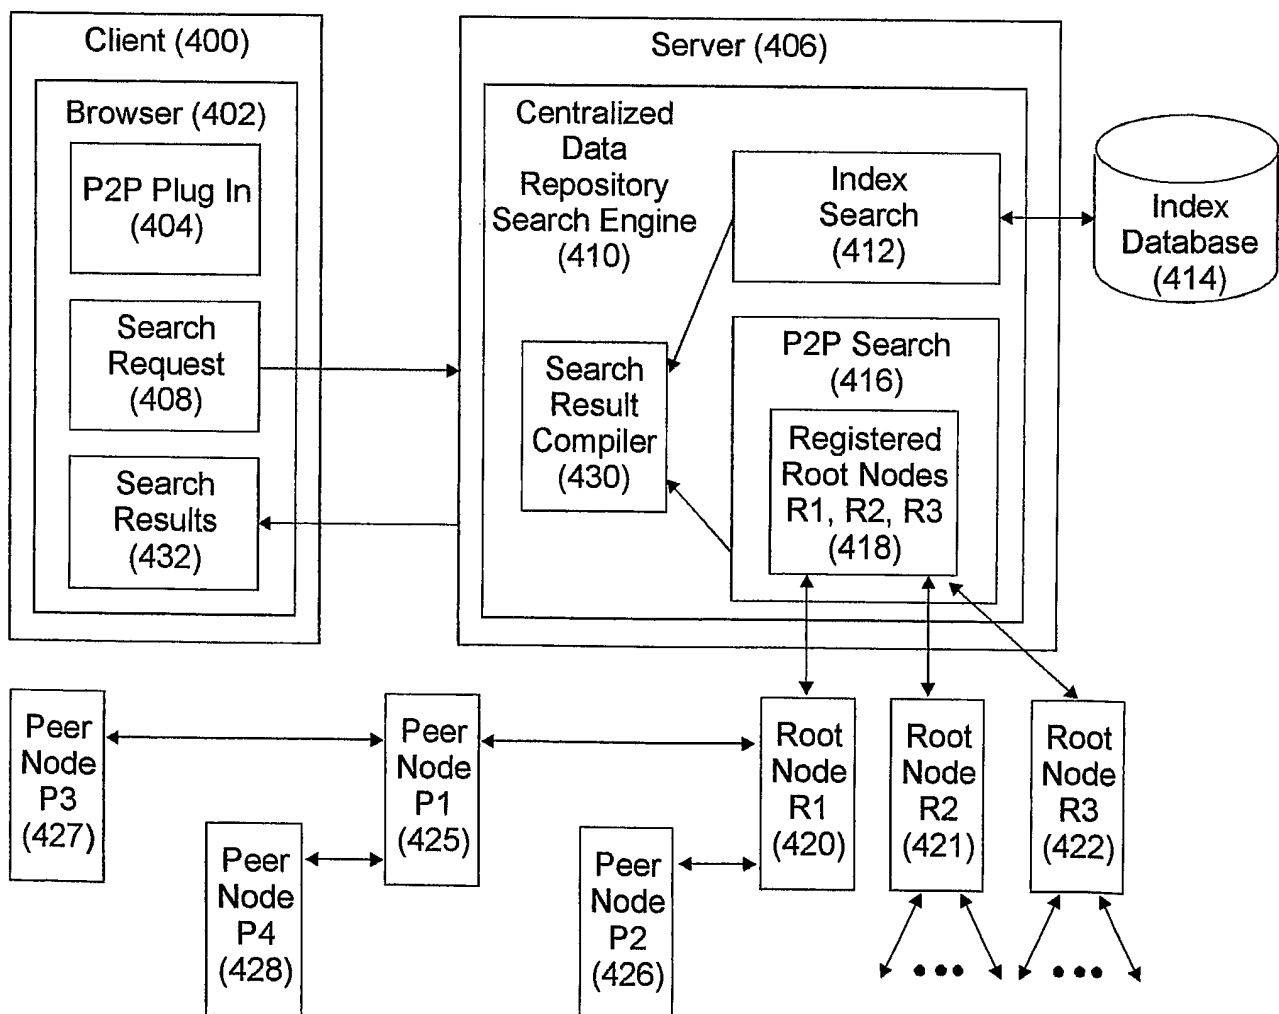 Client (400)
Browser (402)
P2P Plug In
(404)
Search
Request
(408)
Search
Results
(432)
Server (406)
Centralized
Data
Repository
Search Engine
(410)
Index
Search
(412)
Index
Database
(414)
P2P Search
(416)
Registered
Root Nodes
R1, R2, R3
(418)
Search
Result
Compiler
(430)
Peer
Node
P3
(427)
Peer
Node
P4
(428)
Peer
Node
P1
(425)
Peer
Node
P2
(426)
Root
Node
R1
(420)
Root
Node
R2
(421)
Root
Node
R3
(422)